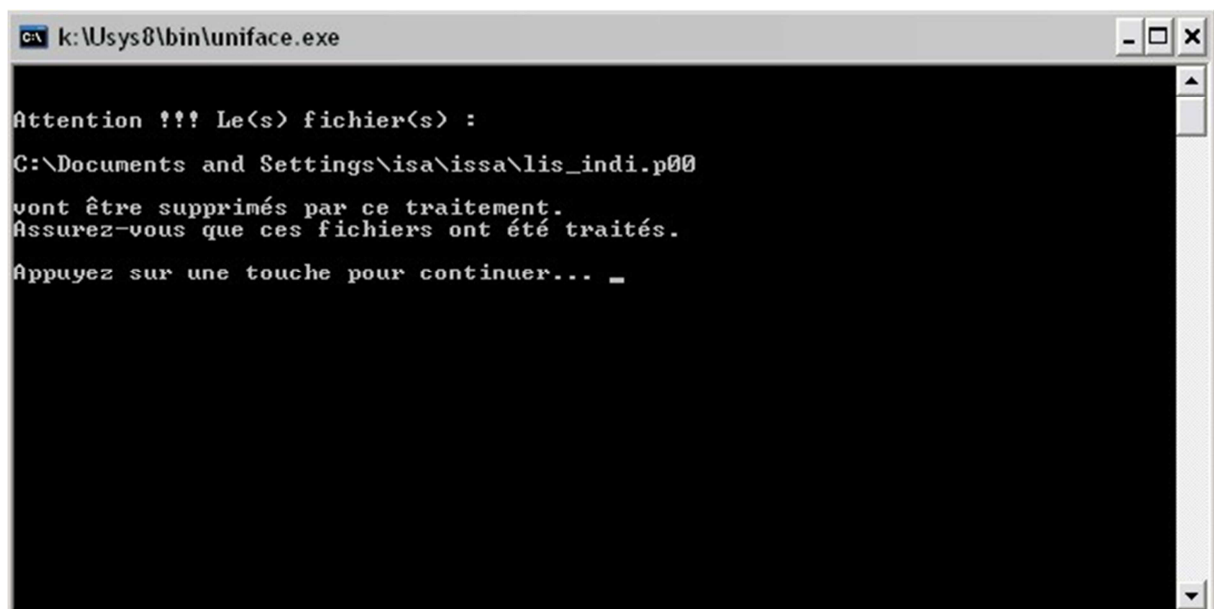 k:\Usys8\bin\uniface.exe
Attention !!! Le(s) fichier(s) :
C:\Documents and Settings\isa\issa\lis_indi.p00
vont être supprimés par ce traitement.
Assurez-vous que ces fichiers ont été traités.
Appuyez sur une touche pour continuer... _